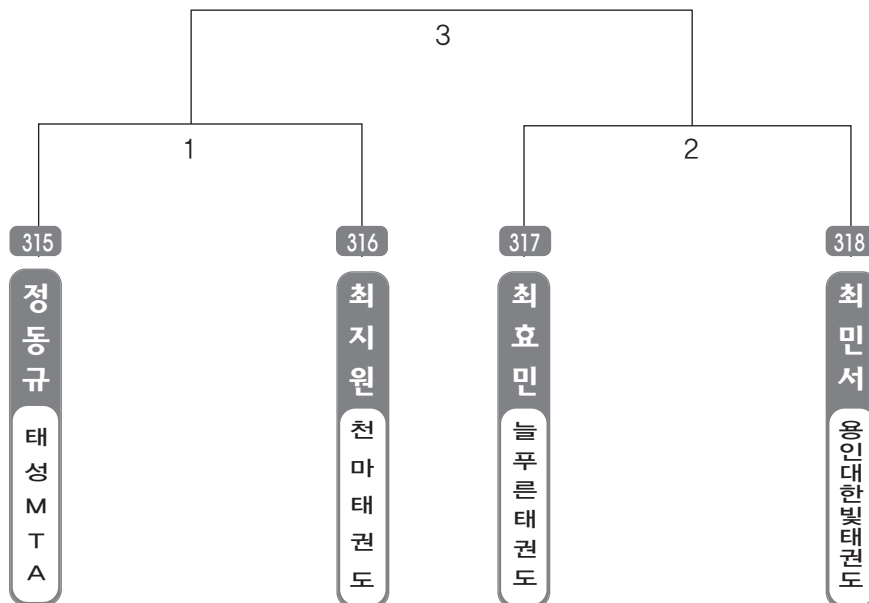 3
1
2
315
316
317
318
정동규
최지원
최효민
최민서
태성MTA
천마태권도
늘푸른태권도
용인대한빛태권도